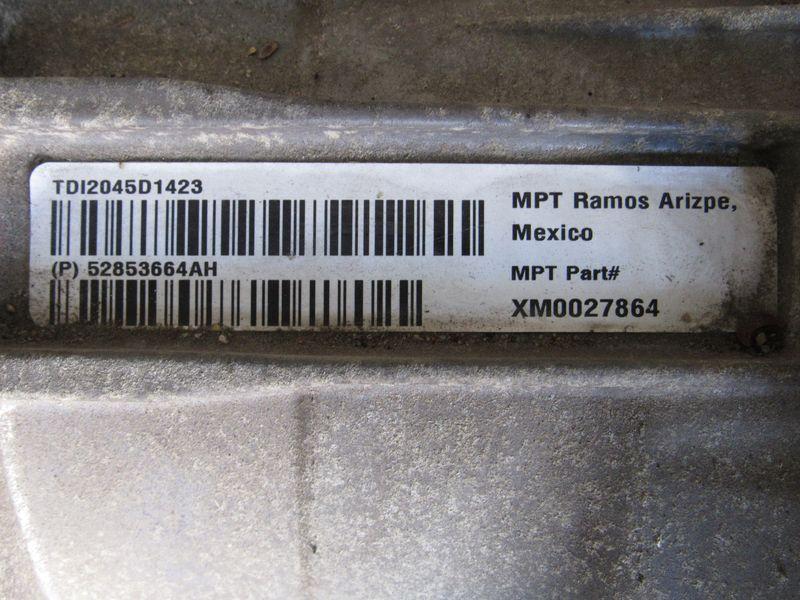 TDI2045D1423
(P) 52853664AH
MPT Ramos Arizpe,
Mexico
MPT Part#
XM0027864